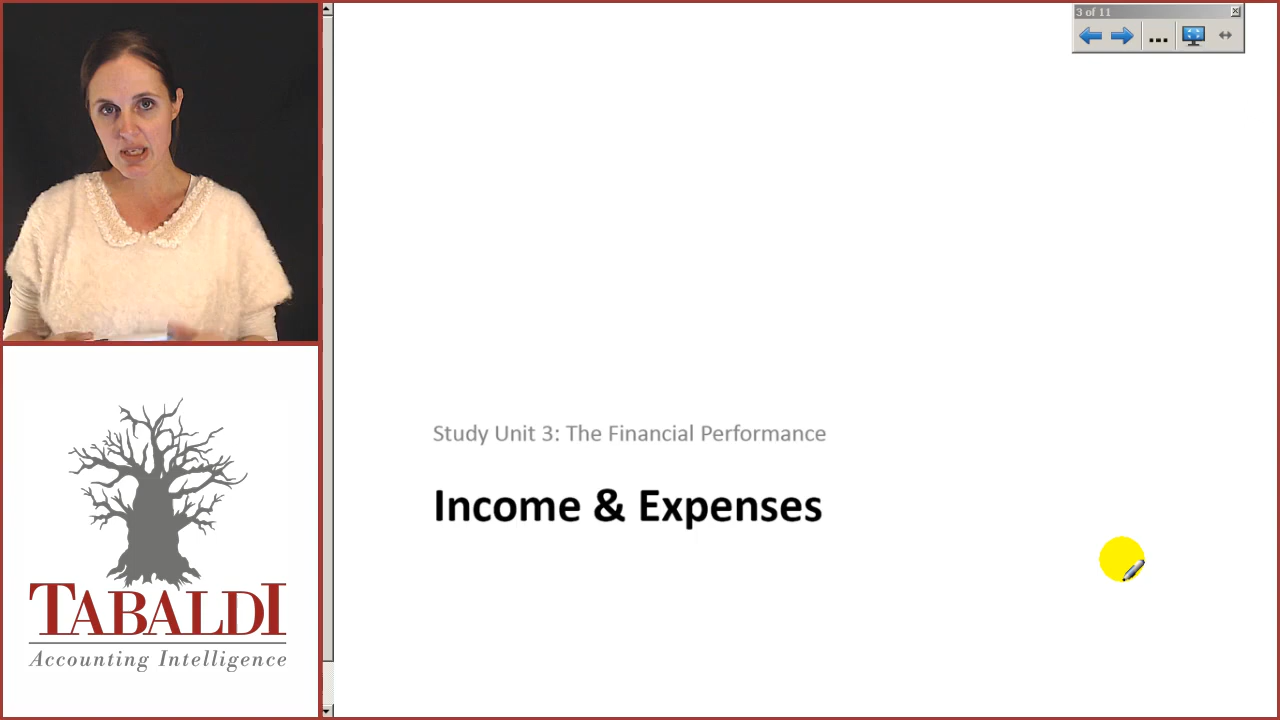 3 of 11
Study Unit 3: The Financial Performance
Income & Expenses
TABALDI
Accounting Intelligence